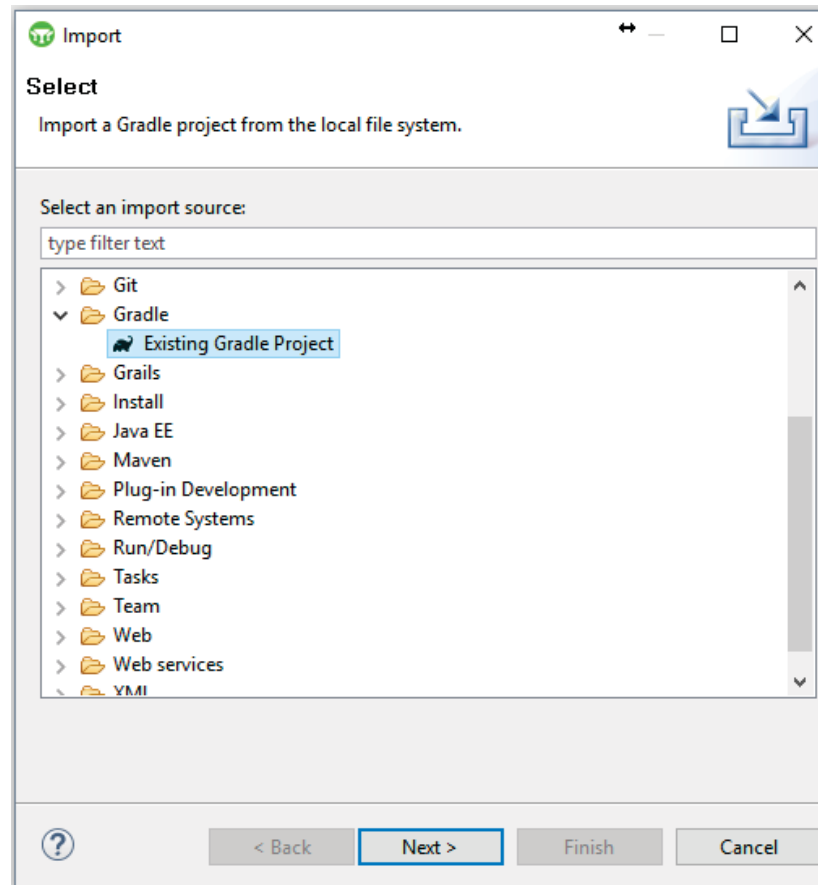 Import
Select
Import a Gradle project from the local file system.
Select an import source:
type filter text
Git
Gradle
Existing Gradle Project
Grails
Install
Java EE
Maven
Plug-in Development
Remote Systems
Run/Debug
Tasks
Team
Web
Web services
XML
? < Back Next > Finish Cancel